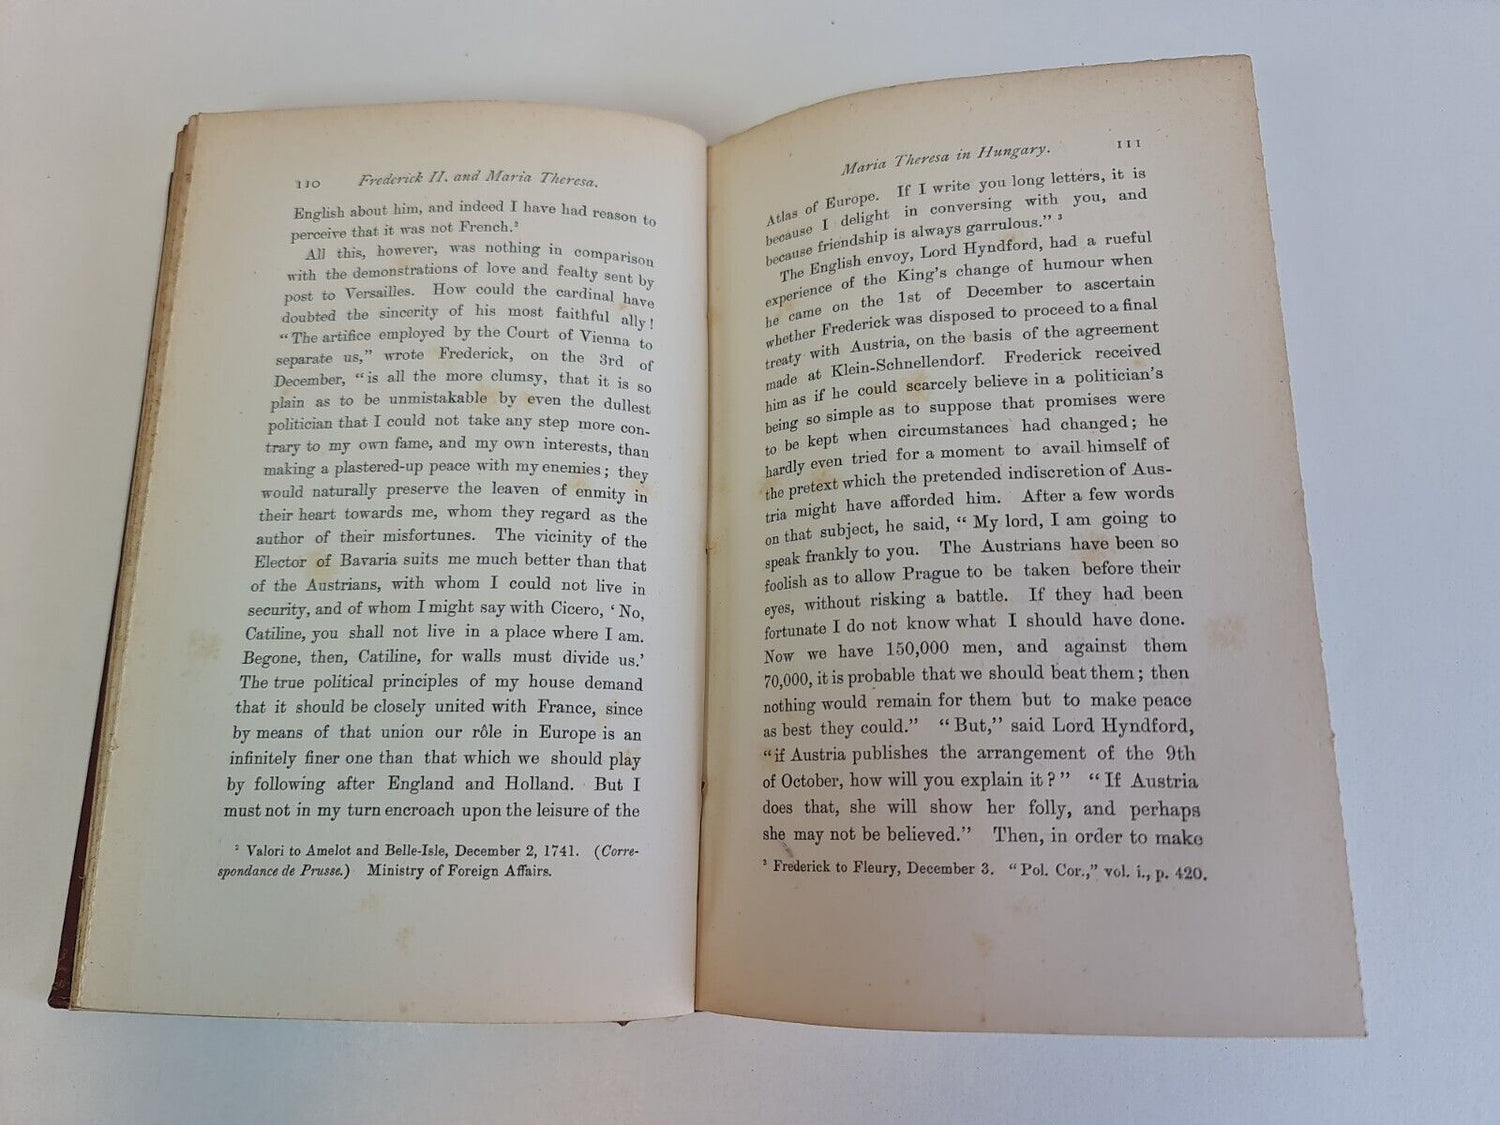 110 Frederick II. and Maria Theresa.
English about him, and indeed I have had reason to
perceive that it was not French.²
All this, however, was nothing in comparison
with the demonstrations of love and fealty sent by
post to Versailles. How could the cardinal have
doubted the sincerity of his most faithful ally!
“The artifice employed by the Court of Vienna to
separate us,” wrote Frederick, on the 3rd of
December, “is all the more clumsy, that it is so
plain as to be unmistakable by even the dullest
politician that I could not take any step more con-
trary to my own fame, and my own interests, than
making a plastered-up peace with my enemies; they
would naturally preserve the leaven of enmity in
their heart towards me, whom they regard as the
author of their misfortunes. The vicinity of the
Elector of Bavaria suits me much better than that
of the Austrians, with whom I could not live in
security, and of whom I might say with Cicero, ‘No,
Catiline, you shall not live in a place where I am.
Begone, then, Catiline, for walls must divide us.’
The true political principles of my house demand
that it should be closely united with France, since
by means of that union our rôle in Europe is an
infinitely finer one than that which we should play
by following after England and Holland. But I
must not in my turn encroach upon the leisure of the
² Valori to Amelot and Belle-Isle, December 2, 1741. (Corre-
spondance de Prusse.) Ministry of Foreign Affairs.
Maria Theresa in Hungary. 111
Atlas of Europe. If I write you long letters, it is
because I delight in conversing with you, and
because friendship is always garrulous.” ³
The English envoy, Lord Hyndford, had a rueful
experience of the King’s change of humour when
he came on the 1st of December to ascertain
whether Frederick was disposed to proceed to a final
treaty with Austria, on the basis of the agreement
made at Klein-Schnellendorf. Frederick received
him as if he could scarcely believe in a politician’s
being so simple as to suppose that promises were
to be kept when circumstances had changed; he
hardly even tried for a moment to avail himself of
the pretext which the pretended indiscretion of Aus-
tria might have afforded him. After a few words
on that subject, he said, “My lord, I am going to
speak frankly to you. The Austrians have been so
foolish as to allow Prague to be taken before their
eyes, without risking a battle. If they had been
fortunate I do not know what I should have done.
Now we have 150,000 men, and against them
70,000, it is probable that we should beat them; then
nothing would remain for them but to make peace
as best they could.” “But,” said Lord Hyndford,
“if Austria publishes the arrangement of the 9th
of October, how will you explain it?” “If Austria
does that, she will show her folly, and perhaps
she may not be believed.” Then, in order to make
³ Frederick to Fleury, December 3. “Pol. Cor.,” vol. i., p. 420.